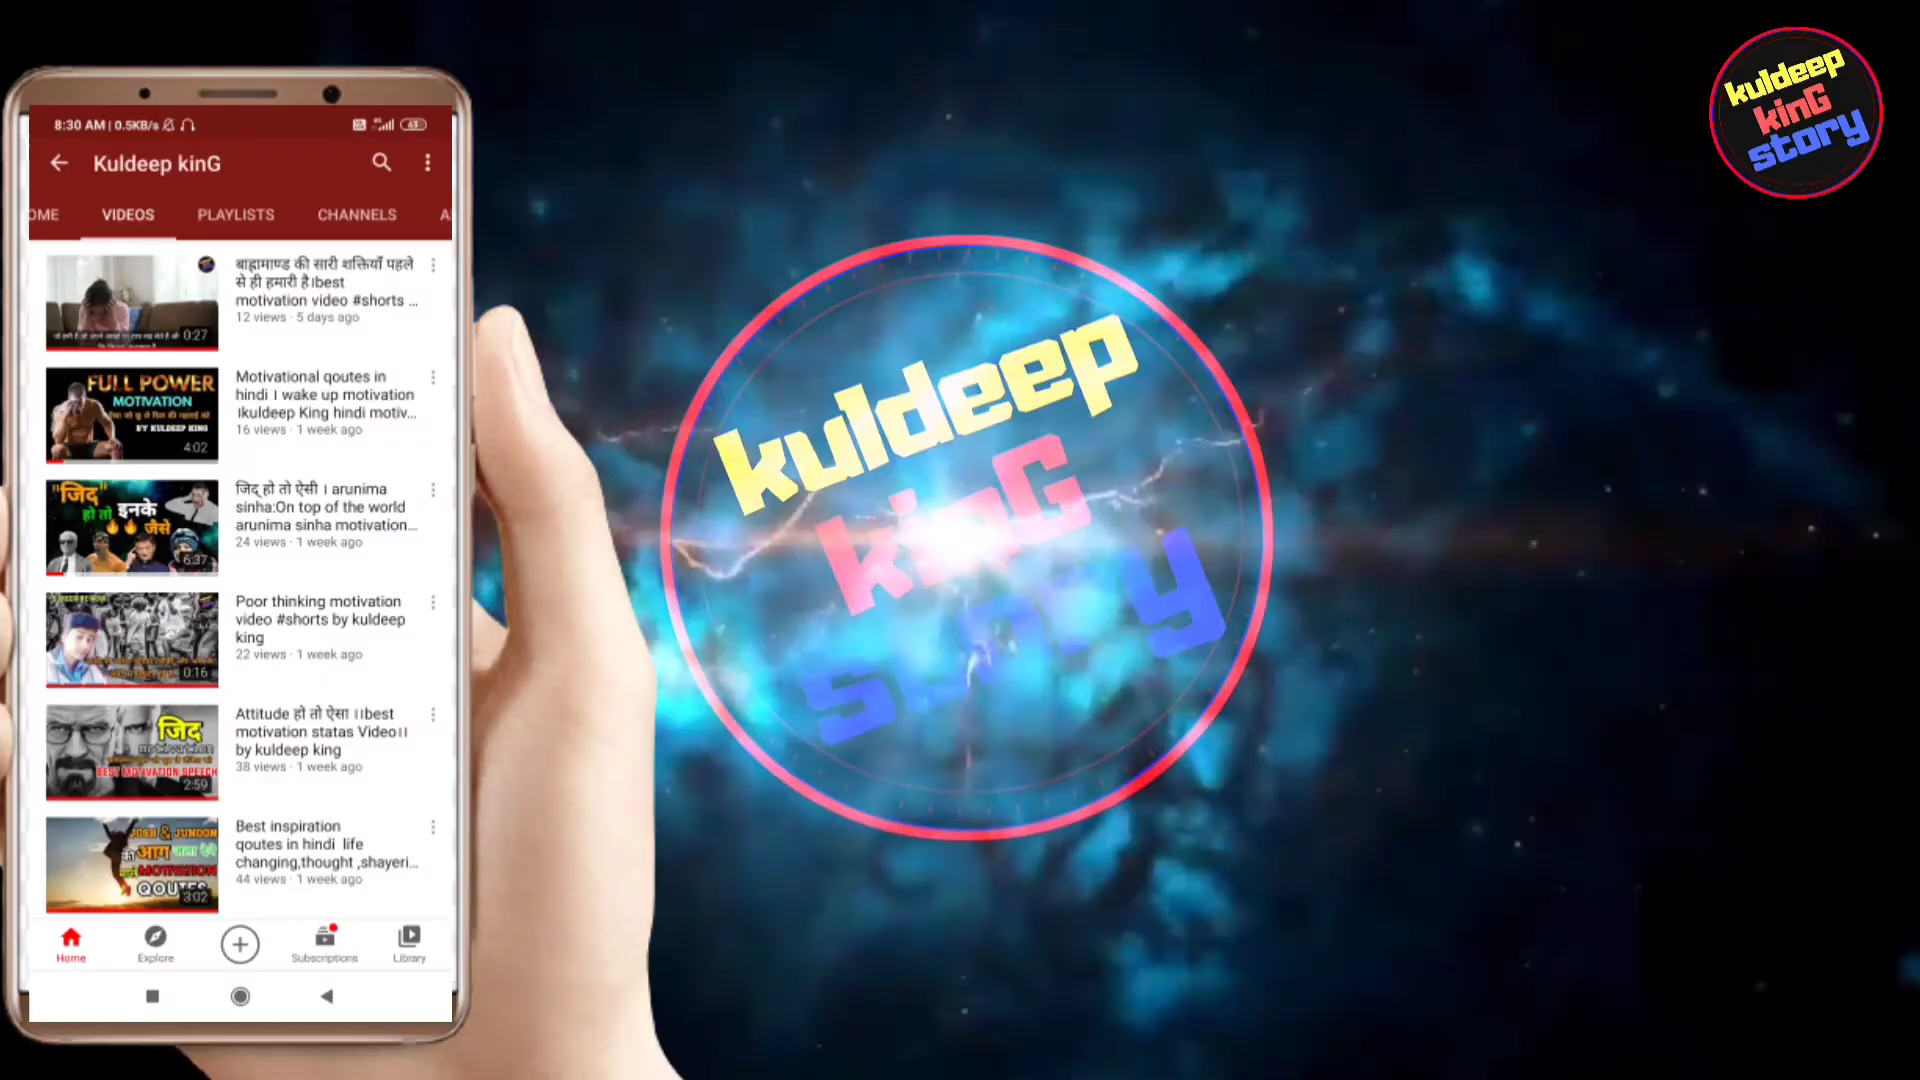 8:30 AM | 0.5KB/s
63
Kuldeep kinG
OME VIDEOS PLAYLISTS CHANNELS A
बाह्रामाण्ड की सारी शक्तियाँ पहले
से ही हमारी है।best
motivation video #shorts ...
12 views · 5 days ago
0:27
FULL POWER
MOTIVATION
BY KULDEEP KING
4:02
Motivational qoutes in
hindi । wake up motivation
।kuldeep King hindi motiv...
16 views · 1 week ago
"जिद"
हो तो इनके
जैसे
6:37
जिद् हो तो ऐसी । arunima
sinha:On top of the world
arunima sinha motivation...
24 views · 1 week ago
0:16
Poor thinking motivation
video #shorts by kuldeep
king
22 views · 1 week ago
जिद
motivation
BEST MOTIVATION SPEECH
2:59
Attitude हो तो ऐसा ।।best
motivation statas Video।।
by kuldeep king
38 views · 1 week ago
JOSH & JUNOON
की आग जला देने
वाले MOTIVATION
QOUTES
3:02
Best inspiration
qoutes in hindi life
changing,thought ,shayeri...
44 views · 1 week ago
Home Explore Subscriptions Library
kuldeep
kinG
story
kuldeep
kinG
story